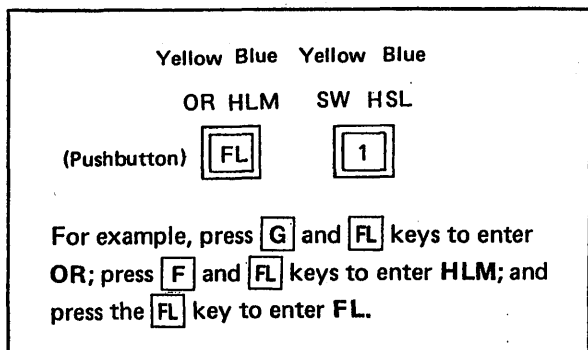 Yellow Blue Yellow Blue
OR HLM SW HSL
(Pushbutton) FL 1
For example, press G and FL keys to enter
OR; press F and FL keys to enter HLM; and
press the FL key to enter FL.